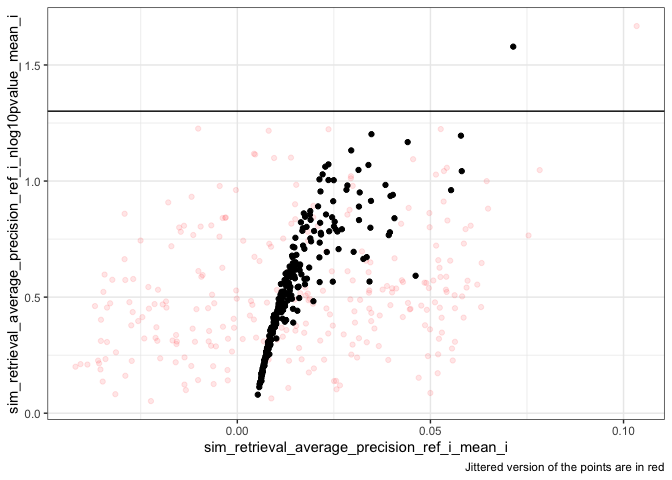 sim_retrieval_average_precision_ref_i_nlog10pvalue_mean_i
1.5
1.0
0.5
0.0
0.00
0.05
0.10
sim_retrieval_average_precision_ref_i_mean_i
Jittered version of the points are in red